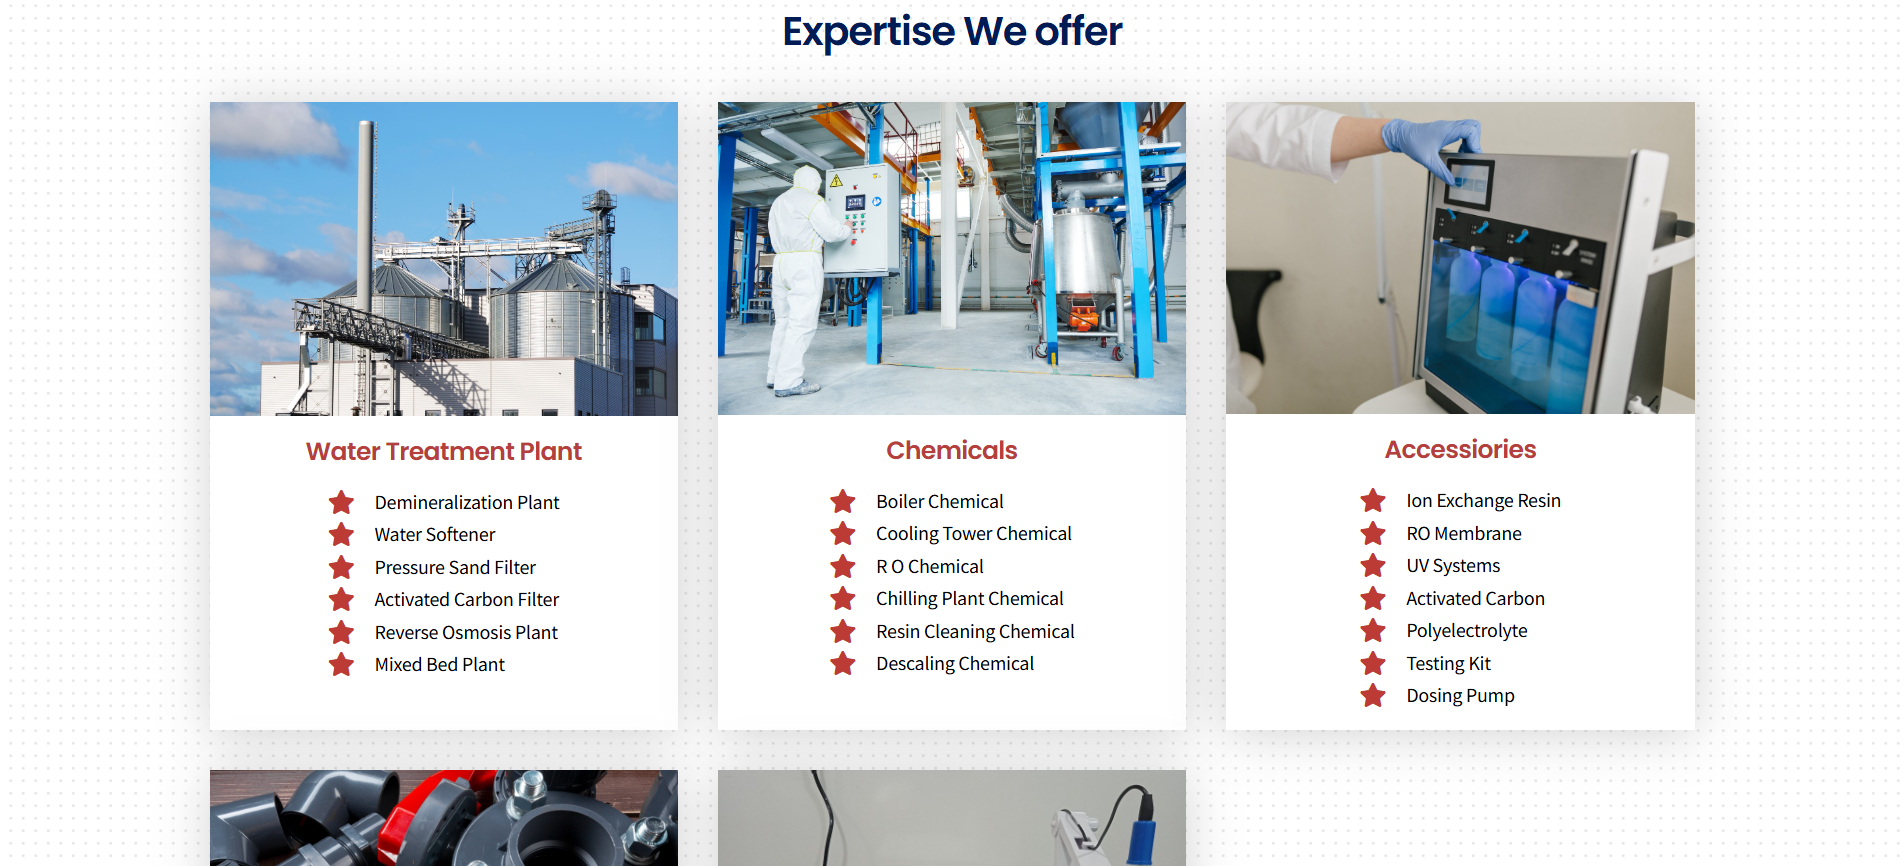 Expertise We offer
Water Treatment Plant
Demineralization Plant
Water Softener
Pressure Sand Filter
Activated Carbon Filter
Reverse Osmosis Plant
Mixed Bed Plant
Chemicals
Boiler Chemical
Cooling Tower Chemical
R O Chemical
Chilling Plant Chemical
Resin Cleaning Chemical
Descaling Chemical
Accessiories
Ion Exchange Resin
RO Membrane
UV Systems
Activated Carbon
Polyelectrolyte
Testing Kit
Dosing Pump